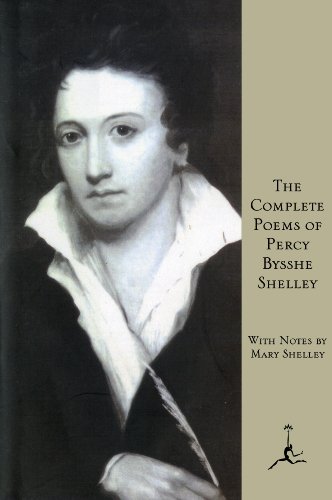 THE
COMPLETE
POEMS OF
PERCY
BYSSHE
SHELLEY
WITH NOTES BY
MARY SHELLEY